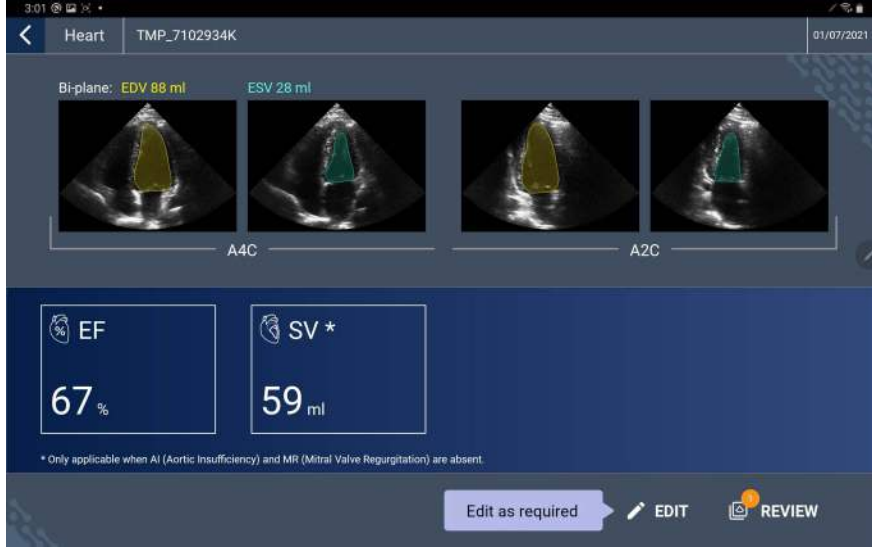 3:01
Heart TMP_7102934K 01/07/2021
Bi-plane: EDV 88 ml ESV 28 ml
A4C A2C
% EF SV *
67 % 59 ml
* Only applicable when AI (Aortic Insufficiency) and MR (Mitral Valve Regurgitation) are absent.
Edit as required EDIT REVIEW